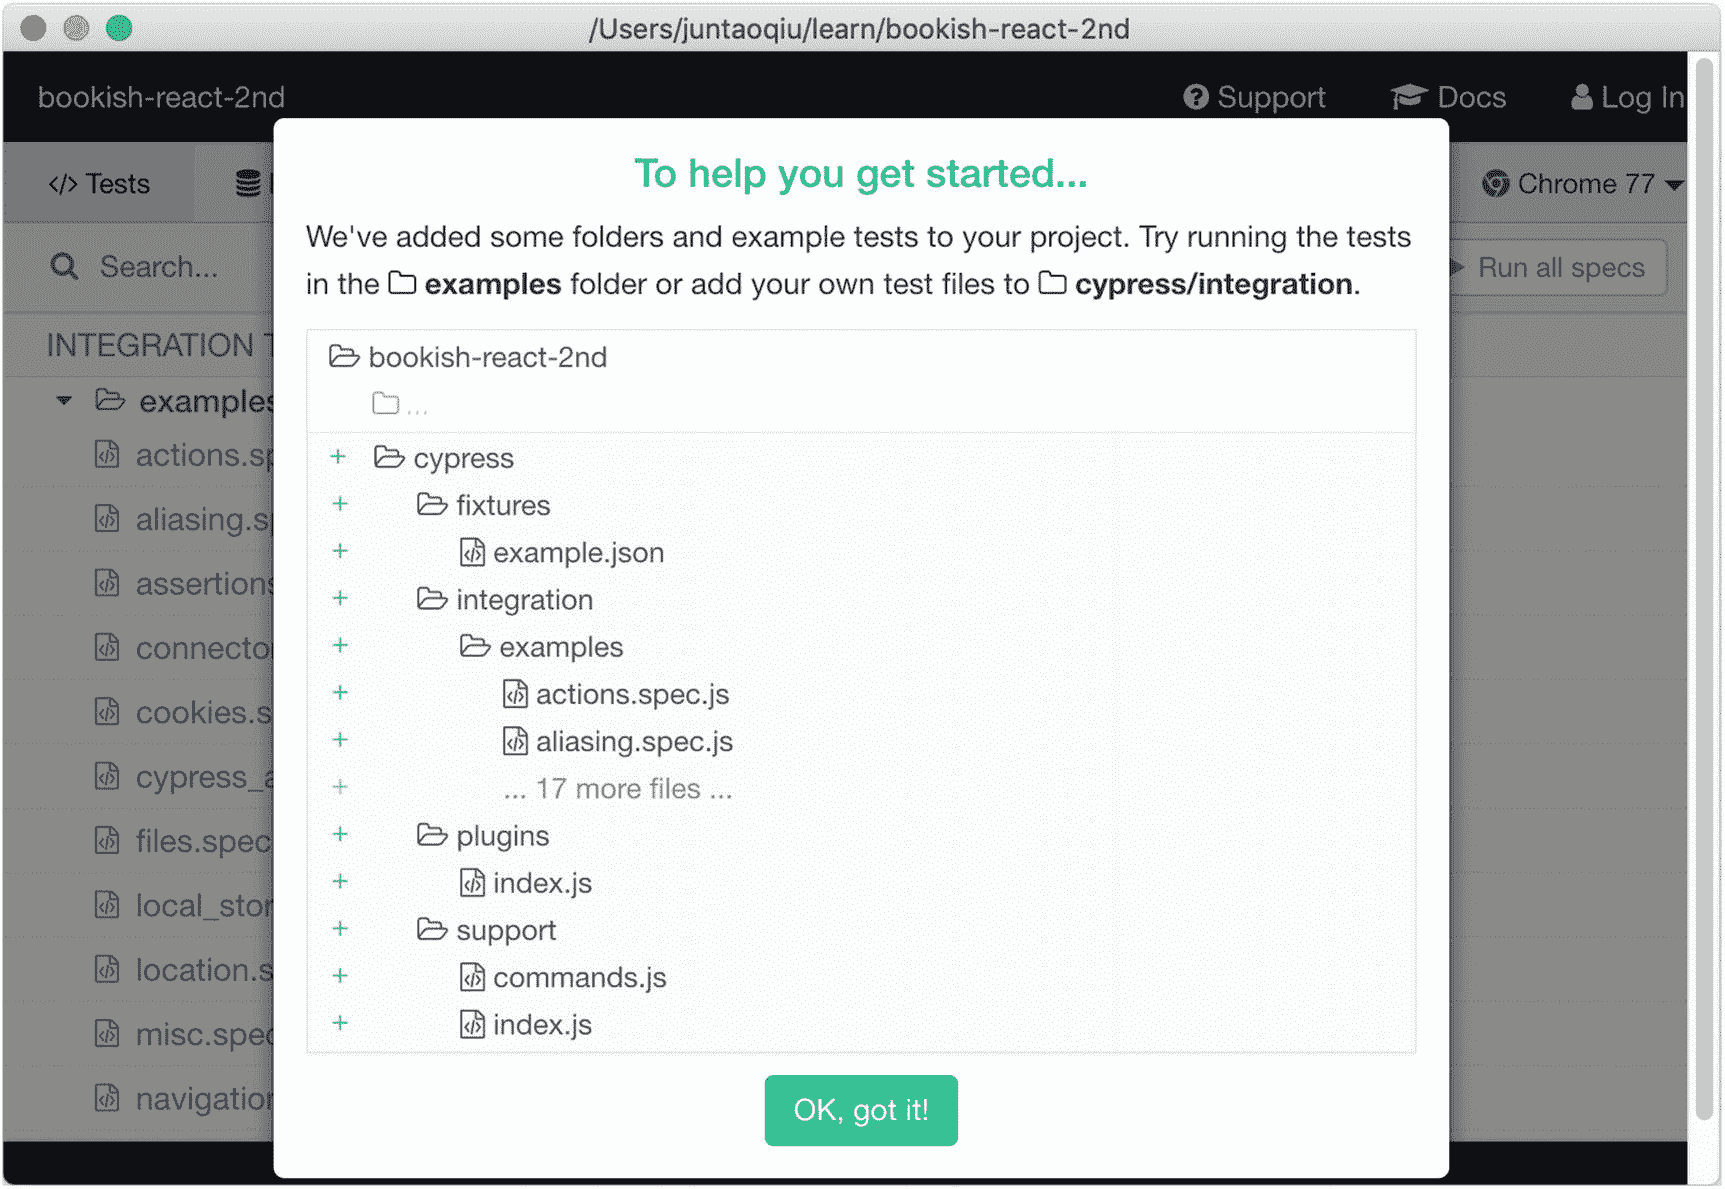 /Users/juntaoqiu/learn/bookish-react-2nd
bookish-react-2nd
Support
Docs
Log In
</> Tests
Chrome 77
Search...
Run all specs
INTEGRATION
examples
actions.sp
aliasing.s
assertions
connecto
cookies.s
cypress_a
files.spec
local_stor
location.s
misc.spec
navigation
To help you get started...
We've added some folders and example tests to your project. Try running the tests
in the examples folder or add your own test files to cypress/integration.
bookish-react-2nd
...
+ cypress
+ fixtures
+ example.json
+ integration
+ examples
+ actions.spec.js
+ aliasing.spec.js
+ ... 17 more files ...
+ plugins
+ index.js
+ support
+ commands.js
+ index.js
OK, got it!